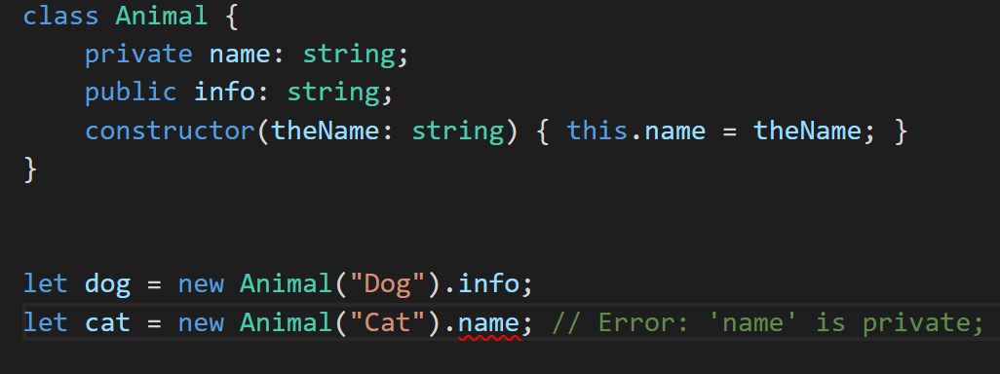 class Animal {
    private name: string;
    public info: string;
    constructor(theName: string) { this.name = theName; }
}
let dog = new Animal("Dog").info;
let cat = new Animal("Cat").name; // Error: 'name' is private;